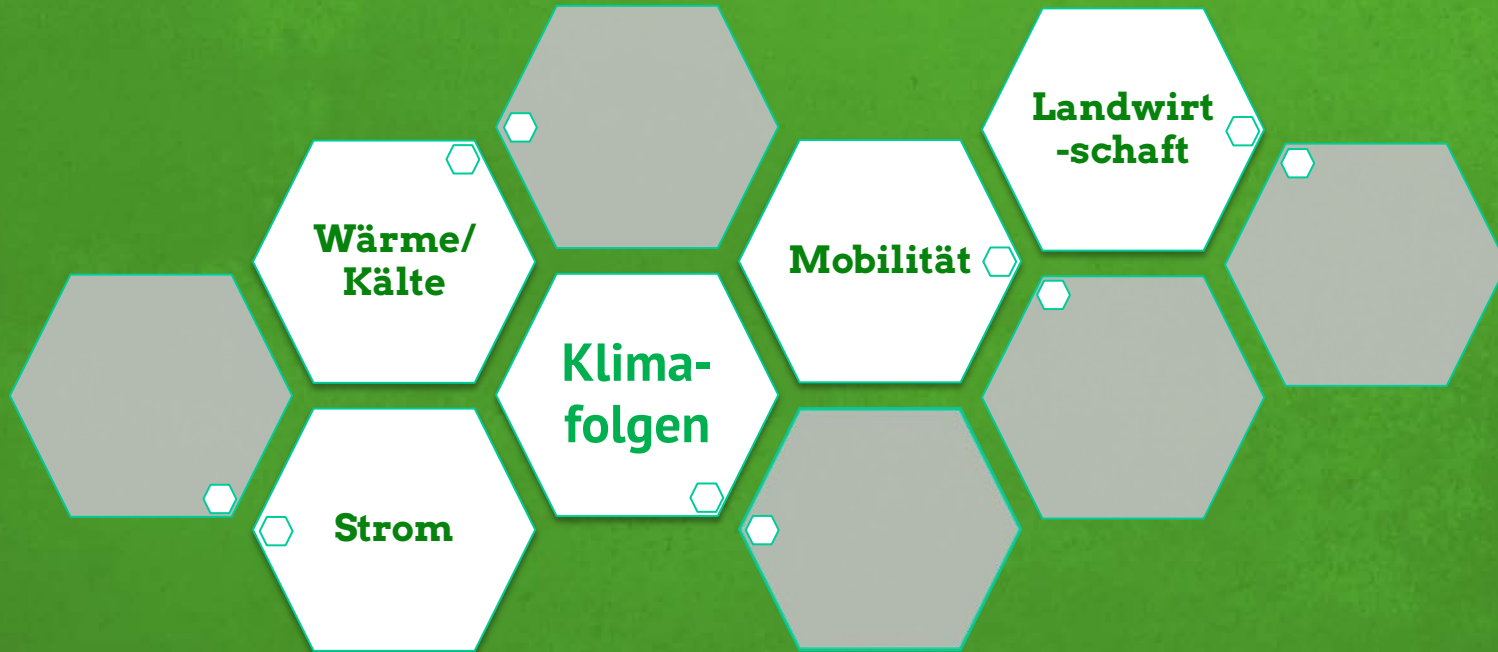 Landwirt
-schaft
Wärme/
Kälte
Mobilität
Klima-
folgen
Strom